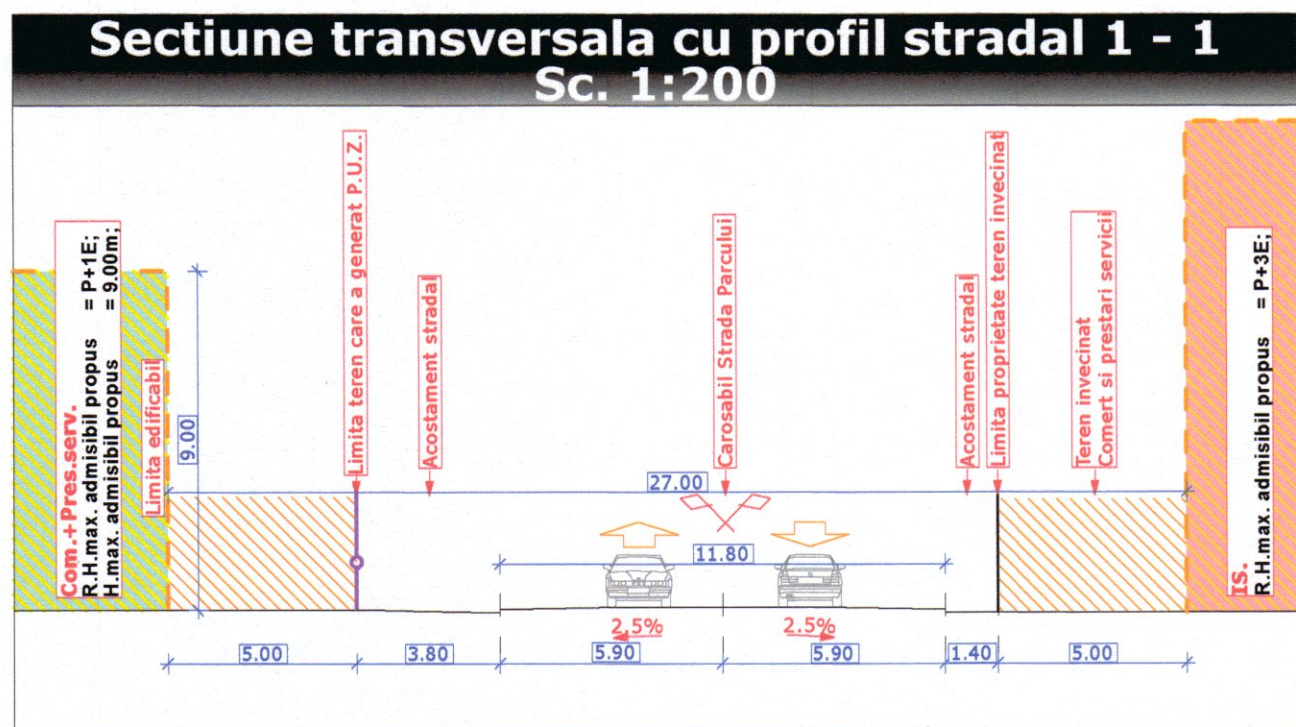 Sectiune transversala cu profil stradal 1 - 1
Sc. 1:200
Com.+Pres.serv.
R.H.max. admisibil propus = P+1E;
H.max. admisibil propus = 9.00m;
Limita edificabil
9.00
Limita teren care a generat P.U.Z.
Acostament stradal
Carosabil Strada Parcului
Acostament stradal
Limita proprietate teren invecinat
Teren invecinat
Comert si prestari servicii
IS.
R.H.max. admisibil propus = P+3E;
27.00
11.80
2.5%
2.5%
5.00
3.80
5.90
5.90
1.40
5.00